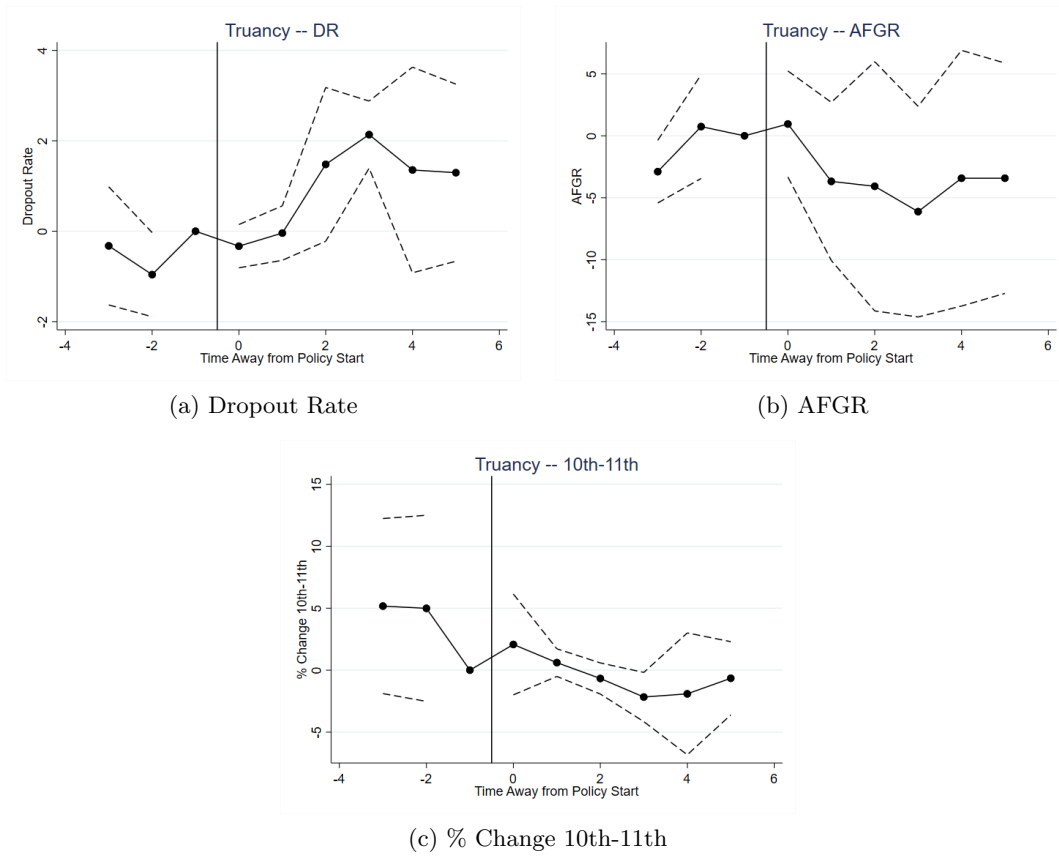 Truancy -- DR
Dropout Rate
4
2
0
-2
-4
-2
0
2
4
6
Time Away from Policy Start
(a) Dropout Rate
Truancy -- AFGR
AFGR
5
0
-5
-10
-15
-4
-2
0
2
4
6
Time Away from Policy Start
(b) AFGR
Truancy -- 10th-11th
% Change 10th-11th
15
10
5
0
-5
-4
-2
0
2
4
6
Time Away from Policy Start
(c) % Change 10th-11th